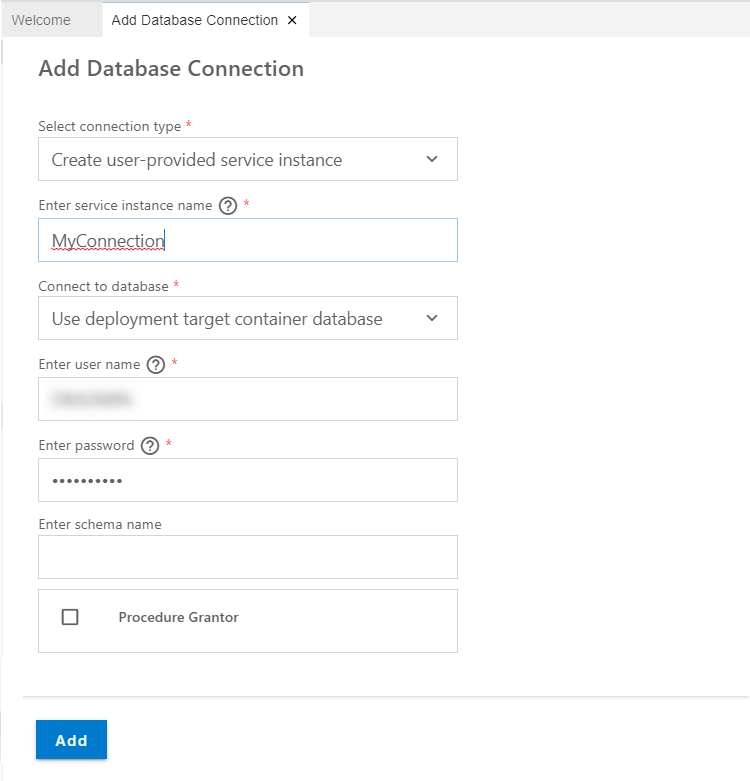 Welcome
Add Database Connection ×
Add Database Connection
Select connection type *
Create user-provided service instance
Enter service instance name ? *
MyConnection
Connect to database *
Use deployment target container database
Enter user name ? *
Enter password ? *
••••••••••
Enter schema name
Procedure Grantor
Add